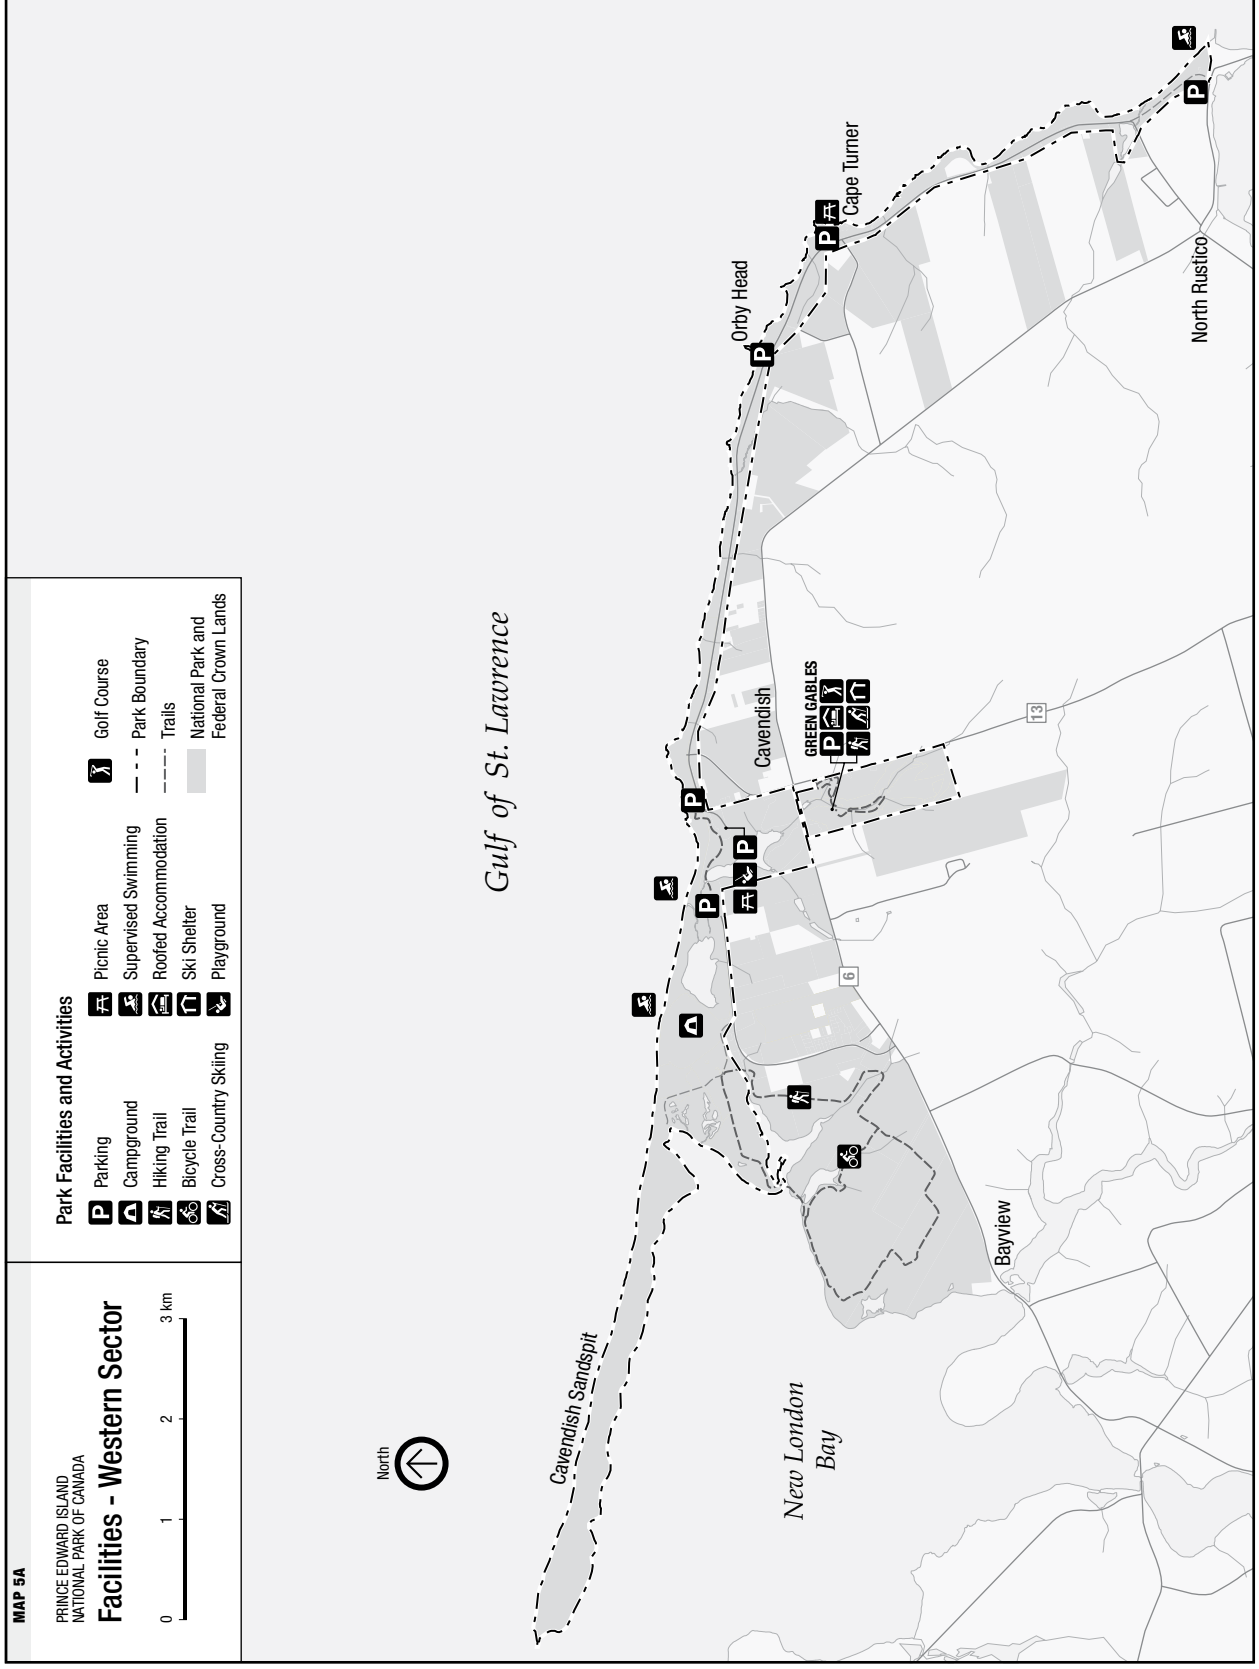 MAP 5A
PRINCE EDWARD ISLAND
NATIONAL PARK OF CANADA
Facilities - Western Sector
0 1 2 3 km
Park Facilities and Activities
P Parking
Campground
Hiking Trail
Bicycle Trail
Cross-Country Skiing
Picnic Area
Supervised Swimming
Roofed Accommodation
Ski Shelter
Playground
Golf Course
Park Boundary
Trails
National Park and
Federal Crown Lands
North
Gulf of St. Lawrence
Cavendish Sandspit
New London
Bay
Orby Head
P
P
Cape Turner
P
P
P
Cavendish
GREEN GABLES
P
6
13
Bayview
North Rustico
P